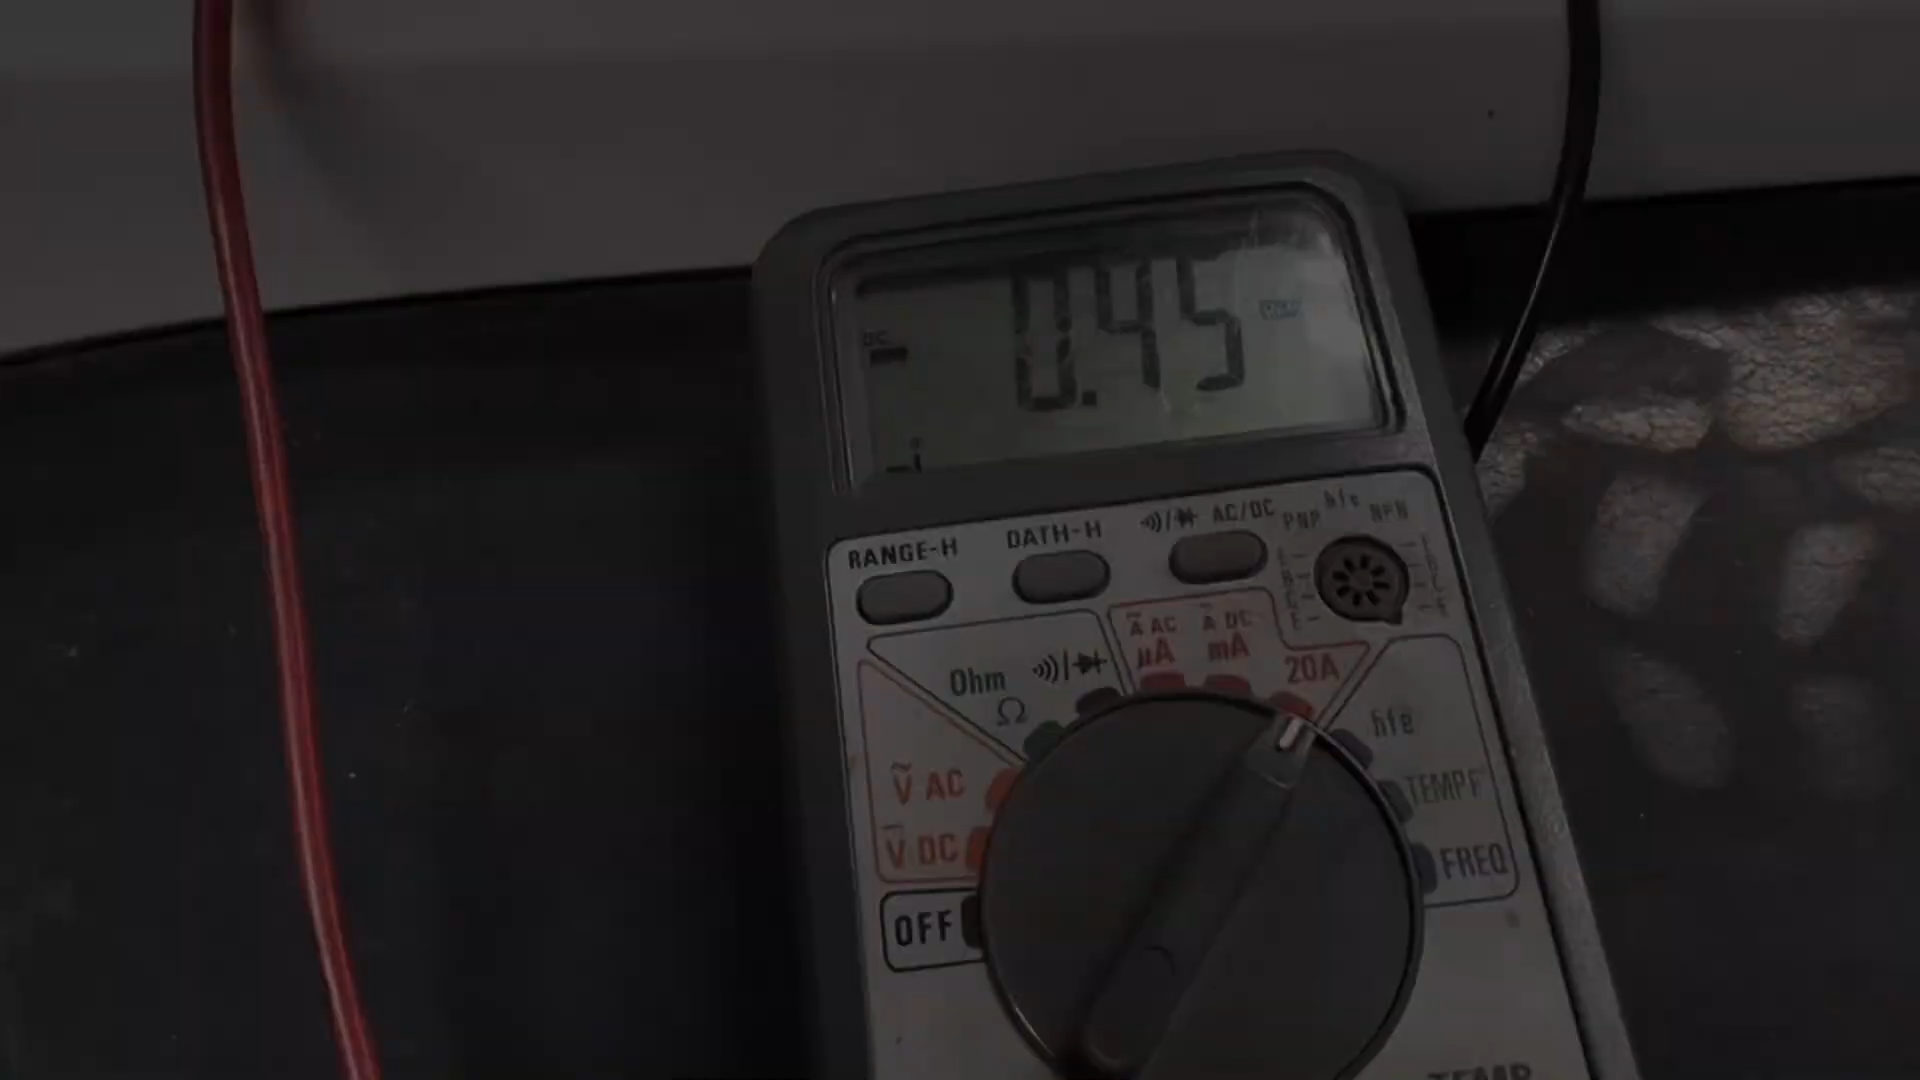 DC
0.45
RANGE-H
DATH-H
AC/DC
PNP
hfe
NPN
Ohm
Ω
A AC
µA
A DC
mA
20A
hfe
V AC
TEMPF
V DC
FREQ
OFF